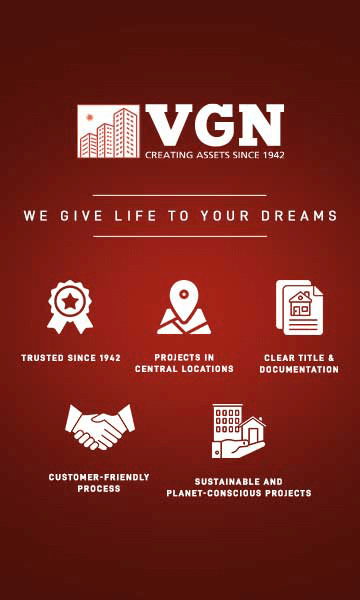 VGN
CREATING ASSETS SINCE 1942
WE GIVE LIFE TO YOUR DREAMS
TRUSTED SINCE 1942
PROJECTS IN
CENTRAL LOCATIONS
CLEAR TITLE &
DOCUMENTATION
CUSTOMER-FRIENDLY
PROCESS
SUSTAINABLE AND
PLANET-CONSCIOUS PROJECTS